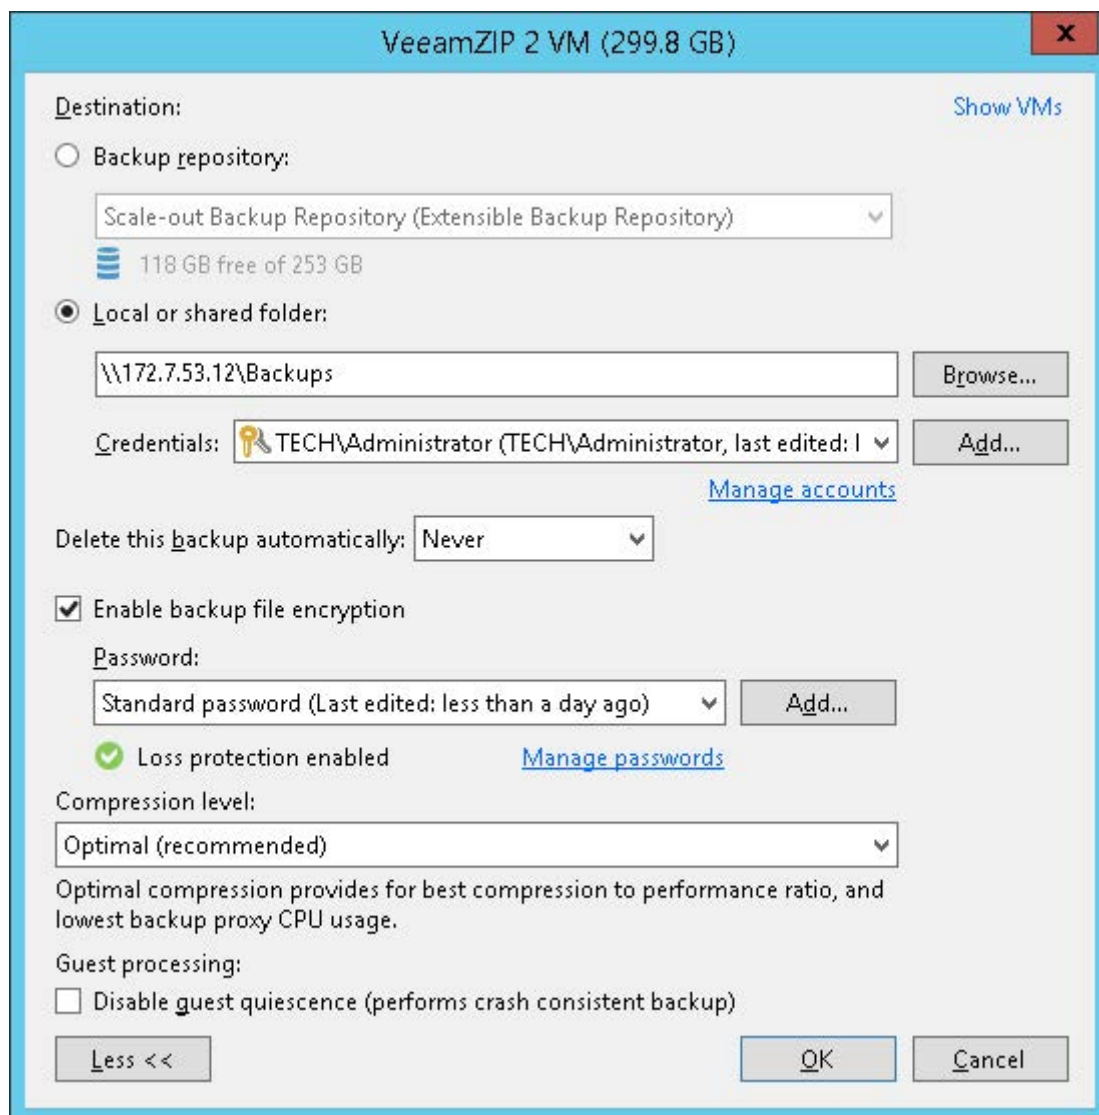 VeeamZIP 2 VM (299.8 GB)
x
Destination:
Show VMs
Backup repository:
Scale-out Backup Repository (Extensible Backup Repository)
118 GB free of 253 GB
Local or shared folder:
\\172.7.53.12\Backups
Browse...
Credentials: TECH\Administrator (TECH\Administrator, last edited: l
Add...
Manage accounts
Delete this backup automatically: Never
Enable backup file encryption
Password:
Standard password (Last edited: less than a day ago)
Add...
Loss protection enabled
Manage passwords
Compression level:
Optimal (recommended)
Optimal compression provides for best compression to performance ratio, and
lowest backup proxy CPU usage.
Guest processing:
Disable guest quiescence (performs crash consistent backup)
Less <<
OK
Cancel